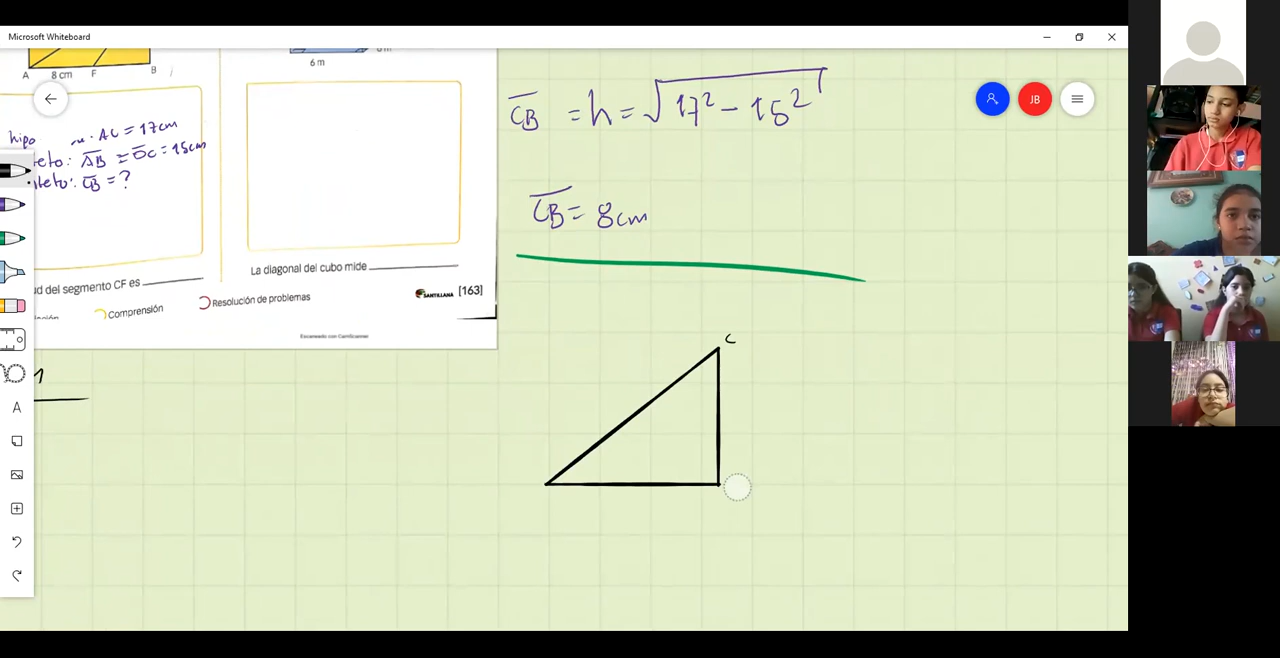 Microsoft Whiteboard
A 8 cm F B
6 m
hipo AC = 17cm
AB = DC = 15cm
CB = ?
ud del segmento CF es
Comprensión
Resolución de problemas
La diagonal del cubo mide
SANTILLANA [163]
Escaneado con CamScanner
CB = h = √17² - 15²
CB = 8cm
C
JB
A